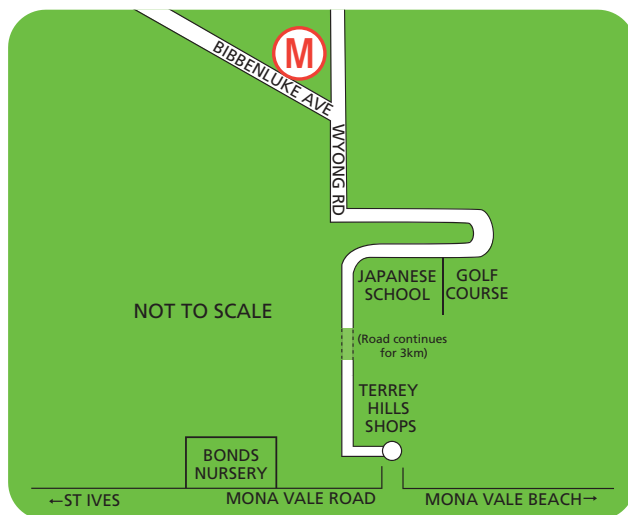 M
BIBBENLUKE AVE
WYONG RD
JAPANESE
SCHOOL
GOLF
COURSE
NOT TO SCALE
(Road continues
for 3km)
TERREY
HILLS
SHOPS
BONDS
NURSERY
←ST IVES
MONA VALE ROAD
MONA VALE BEACH→